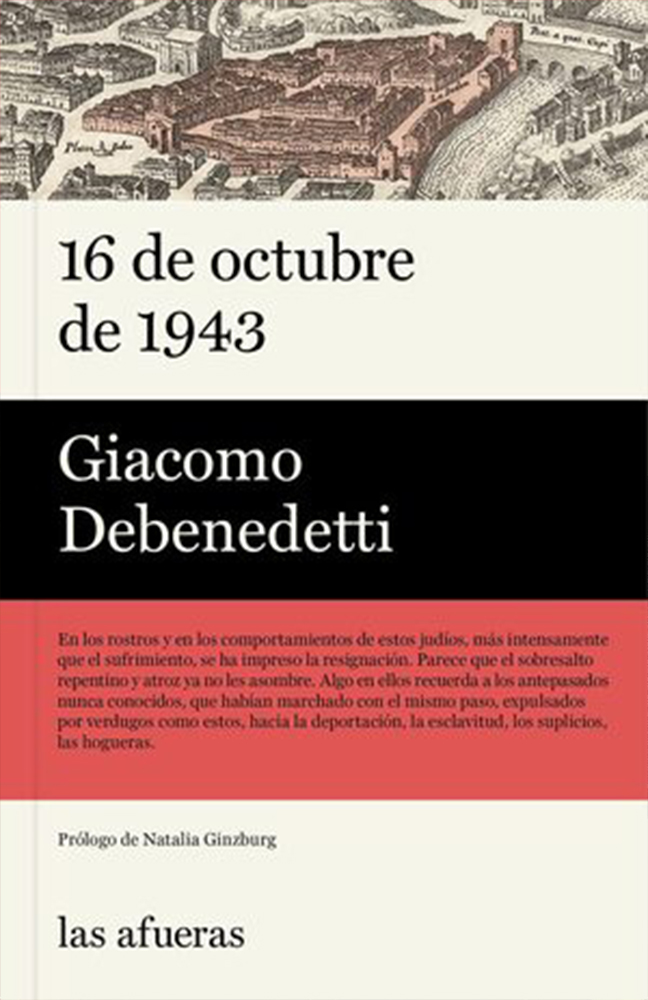 16 de octubre
de 1943
Giacomo
Debenedetti
En los rostros y en los comportamientos de estos judíos, más intensamente
que el sufrimiento, se ha impreso la resignación. Parece que el sobresalto
repentino y atroz ya no les asombre. Algo en ellos recuerda a los antepasados
nunca conocidos, que habían marchado con el mismo paso, expulsados
por verdugos como estos, hacia la deportación, la esclavitud, los suplicios,
las hogueras.
Prólogo de Natalia Ginzburg
las afueras